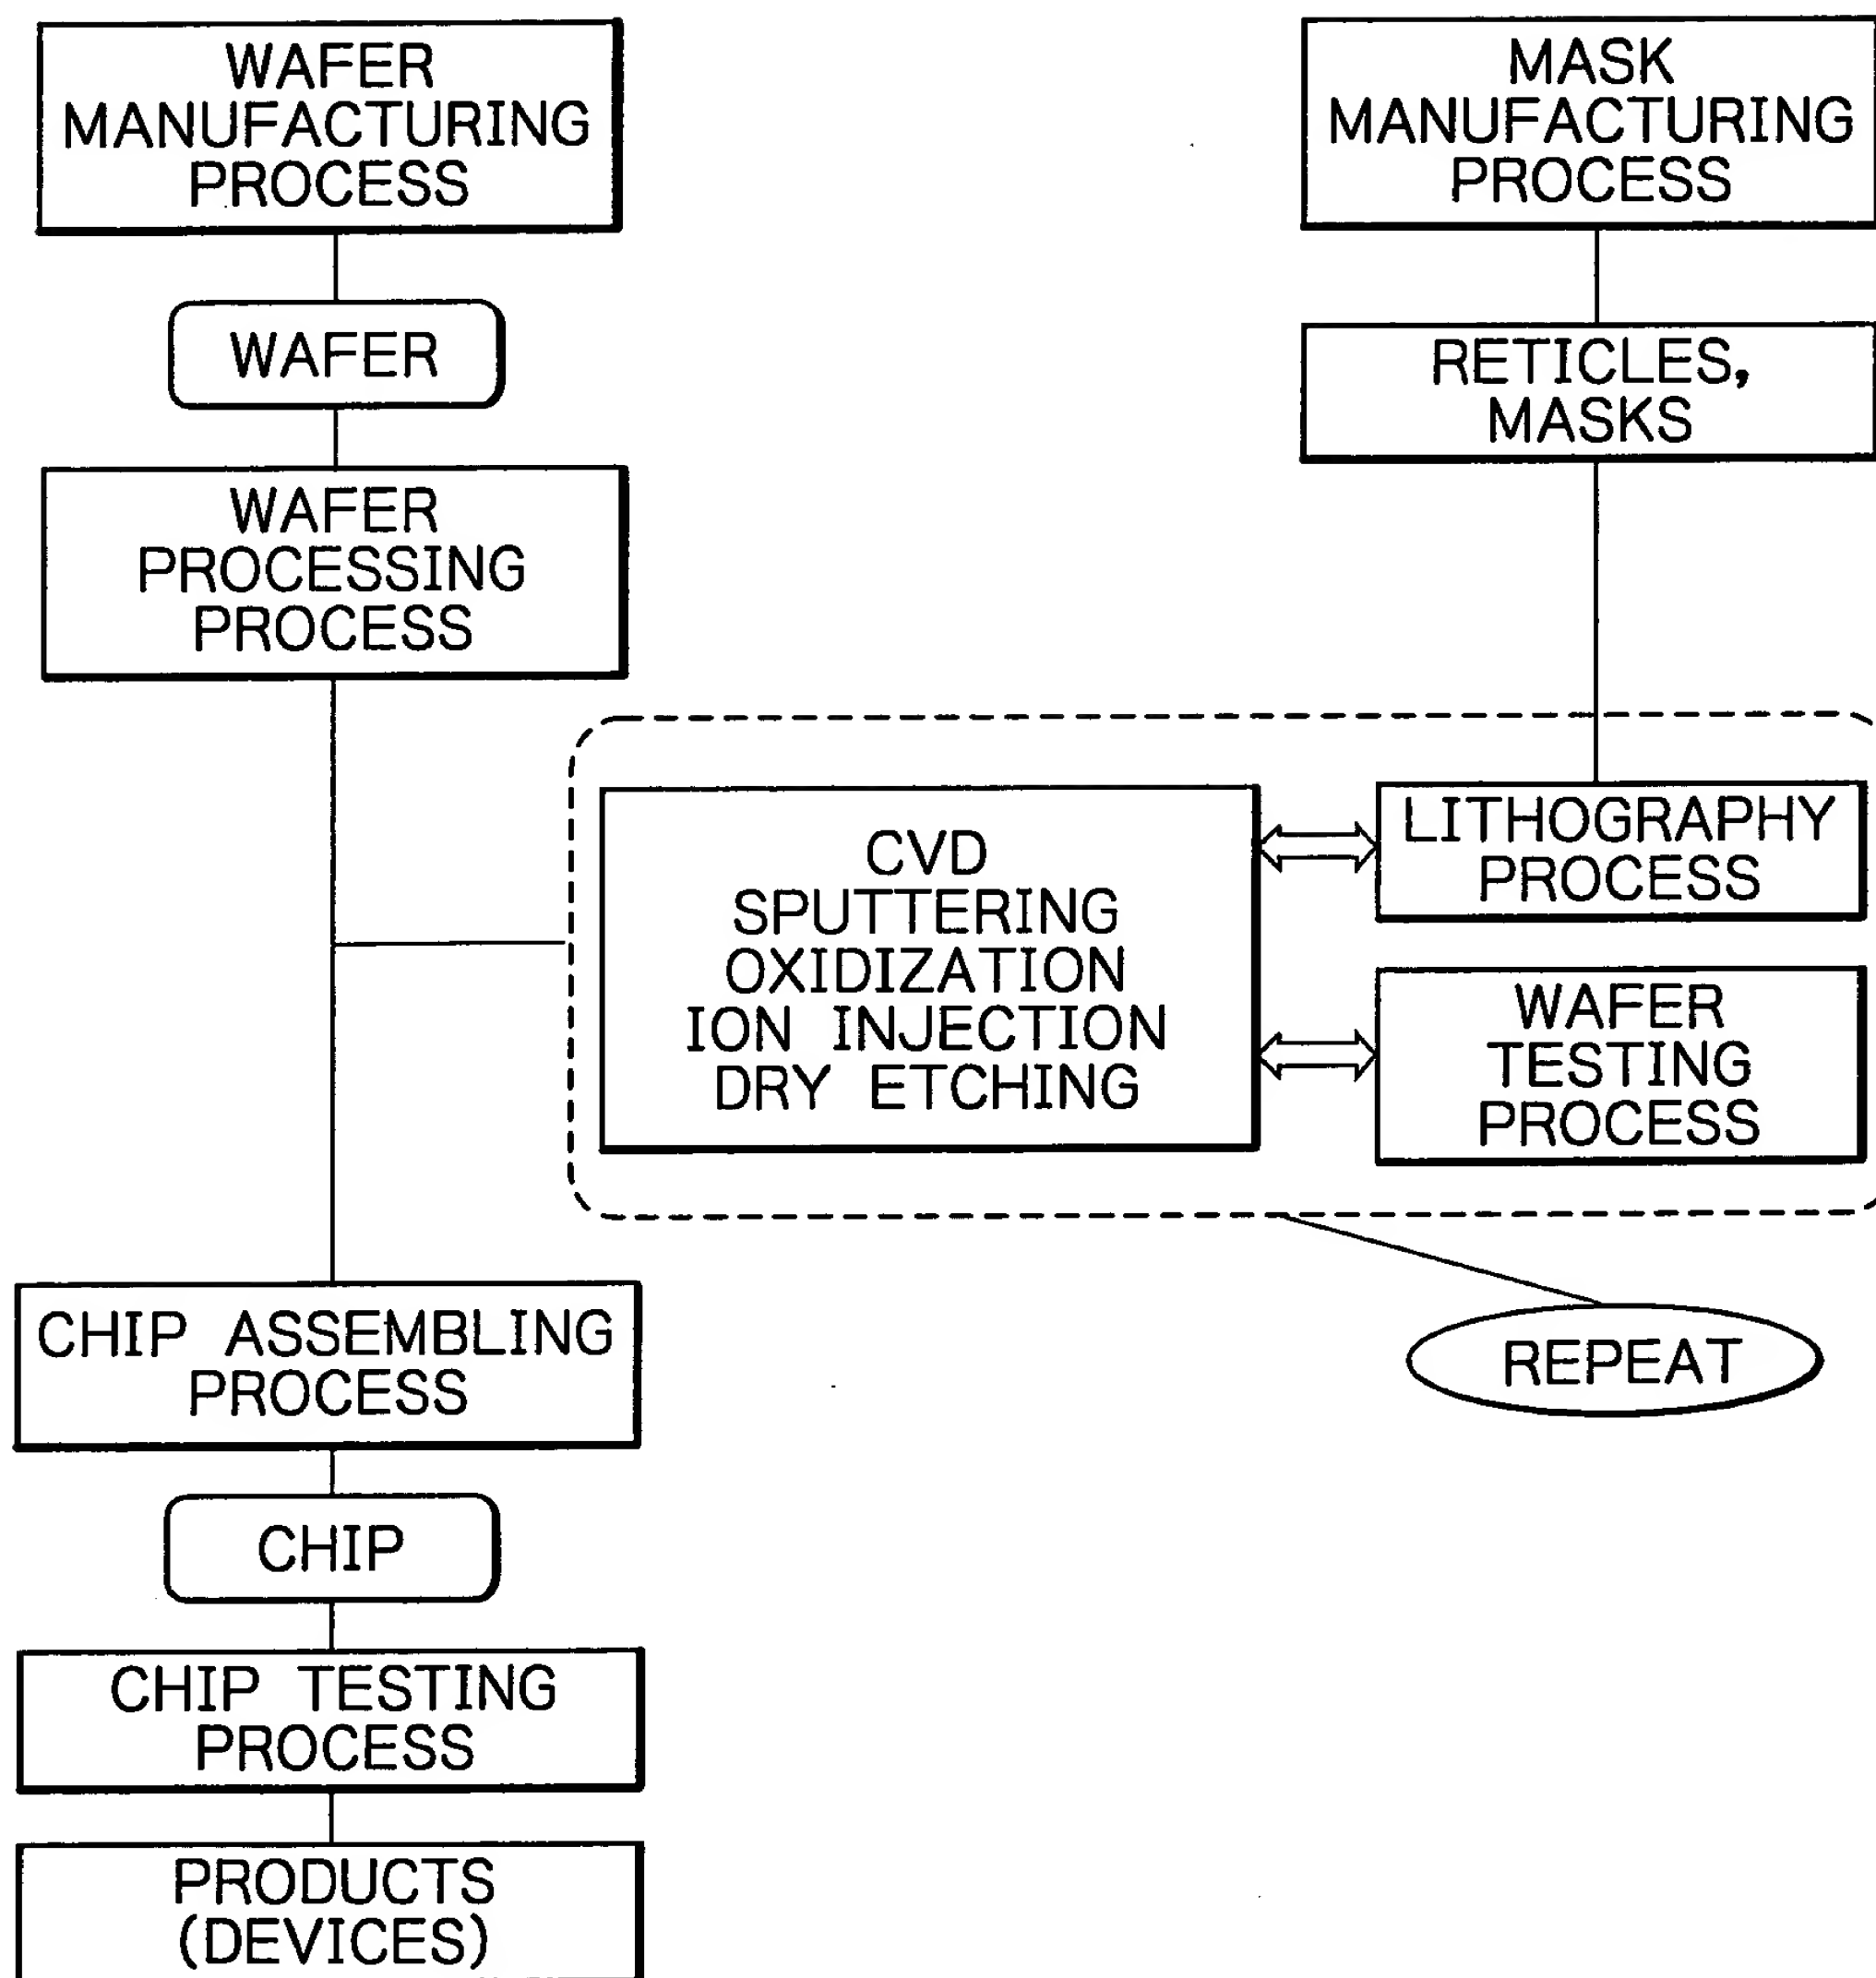 WAFER
MANUFACTURING
PROCESS
WAFER
WAFER
PROCESSING
PROCESS
MASK
MANUFACTURING
PROCESS
RETICLES,
MASKS
CVD
SPUTTERING
OXIDIZATION
ION INJECTION
DRY ETCHING
LITHOGRAPHY
PROCESS
WAFER
TESTING
PROCESS
REPEAT
CHIP ASSEMBLING
PROCESS
CHIP
CHIP TESTING
PROCESS
PRODUCTS
(DEVICES)